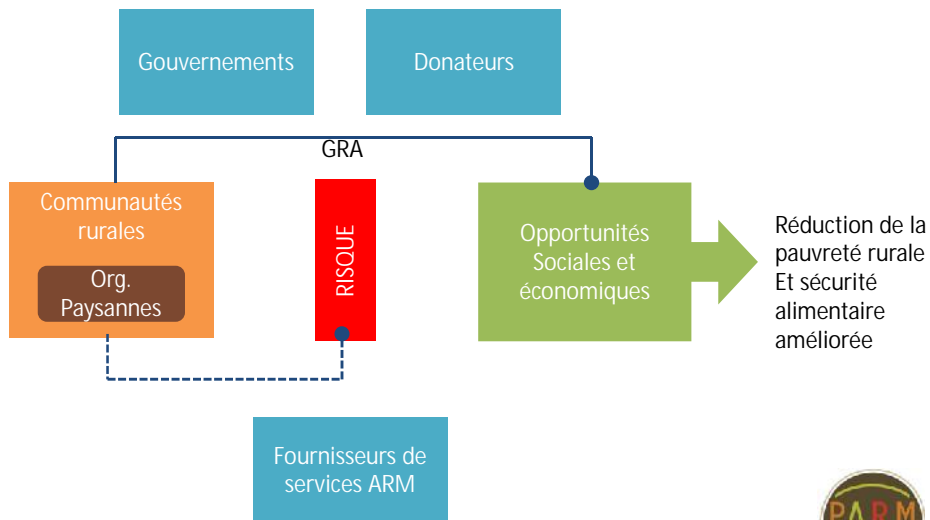 Gouvernements
Donateurs
GRA
Communautés
rurales
Org.
Paysannes
RISQUE
Opportunités
Sociales et
économiques
Réduction de la
pauvreté rurale
Et sécurité
alimentaire
améliorée
Fournisseurs de
services ARM
PARM